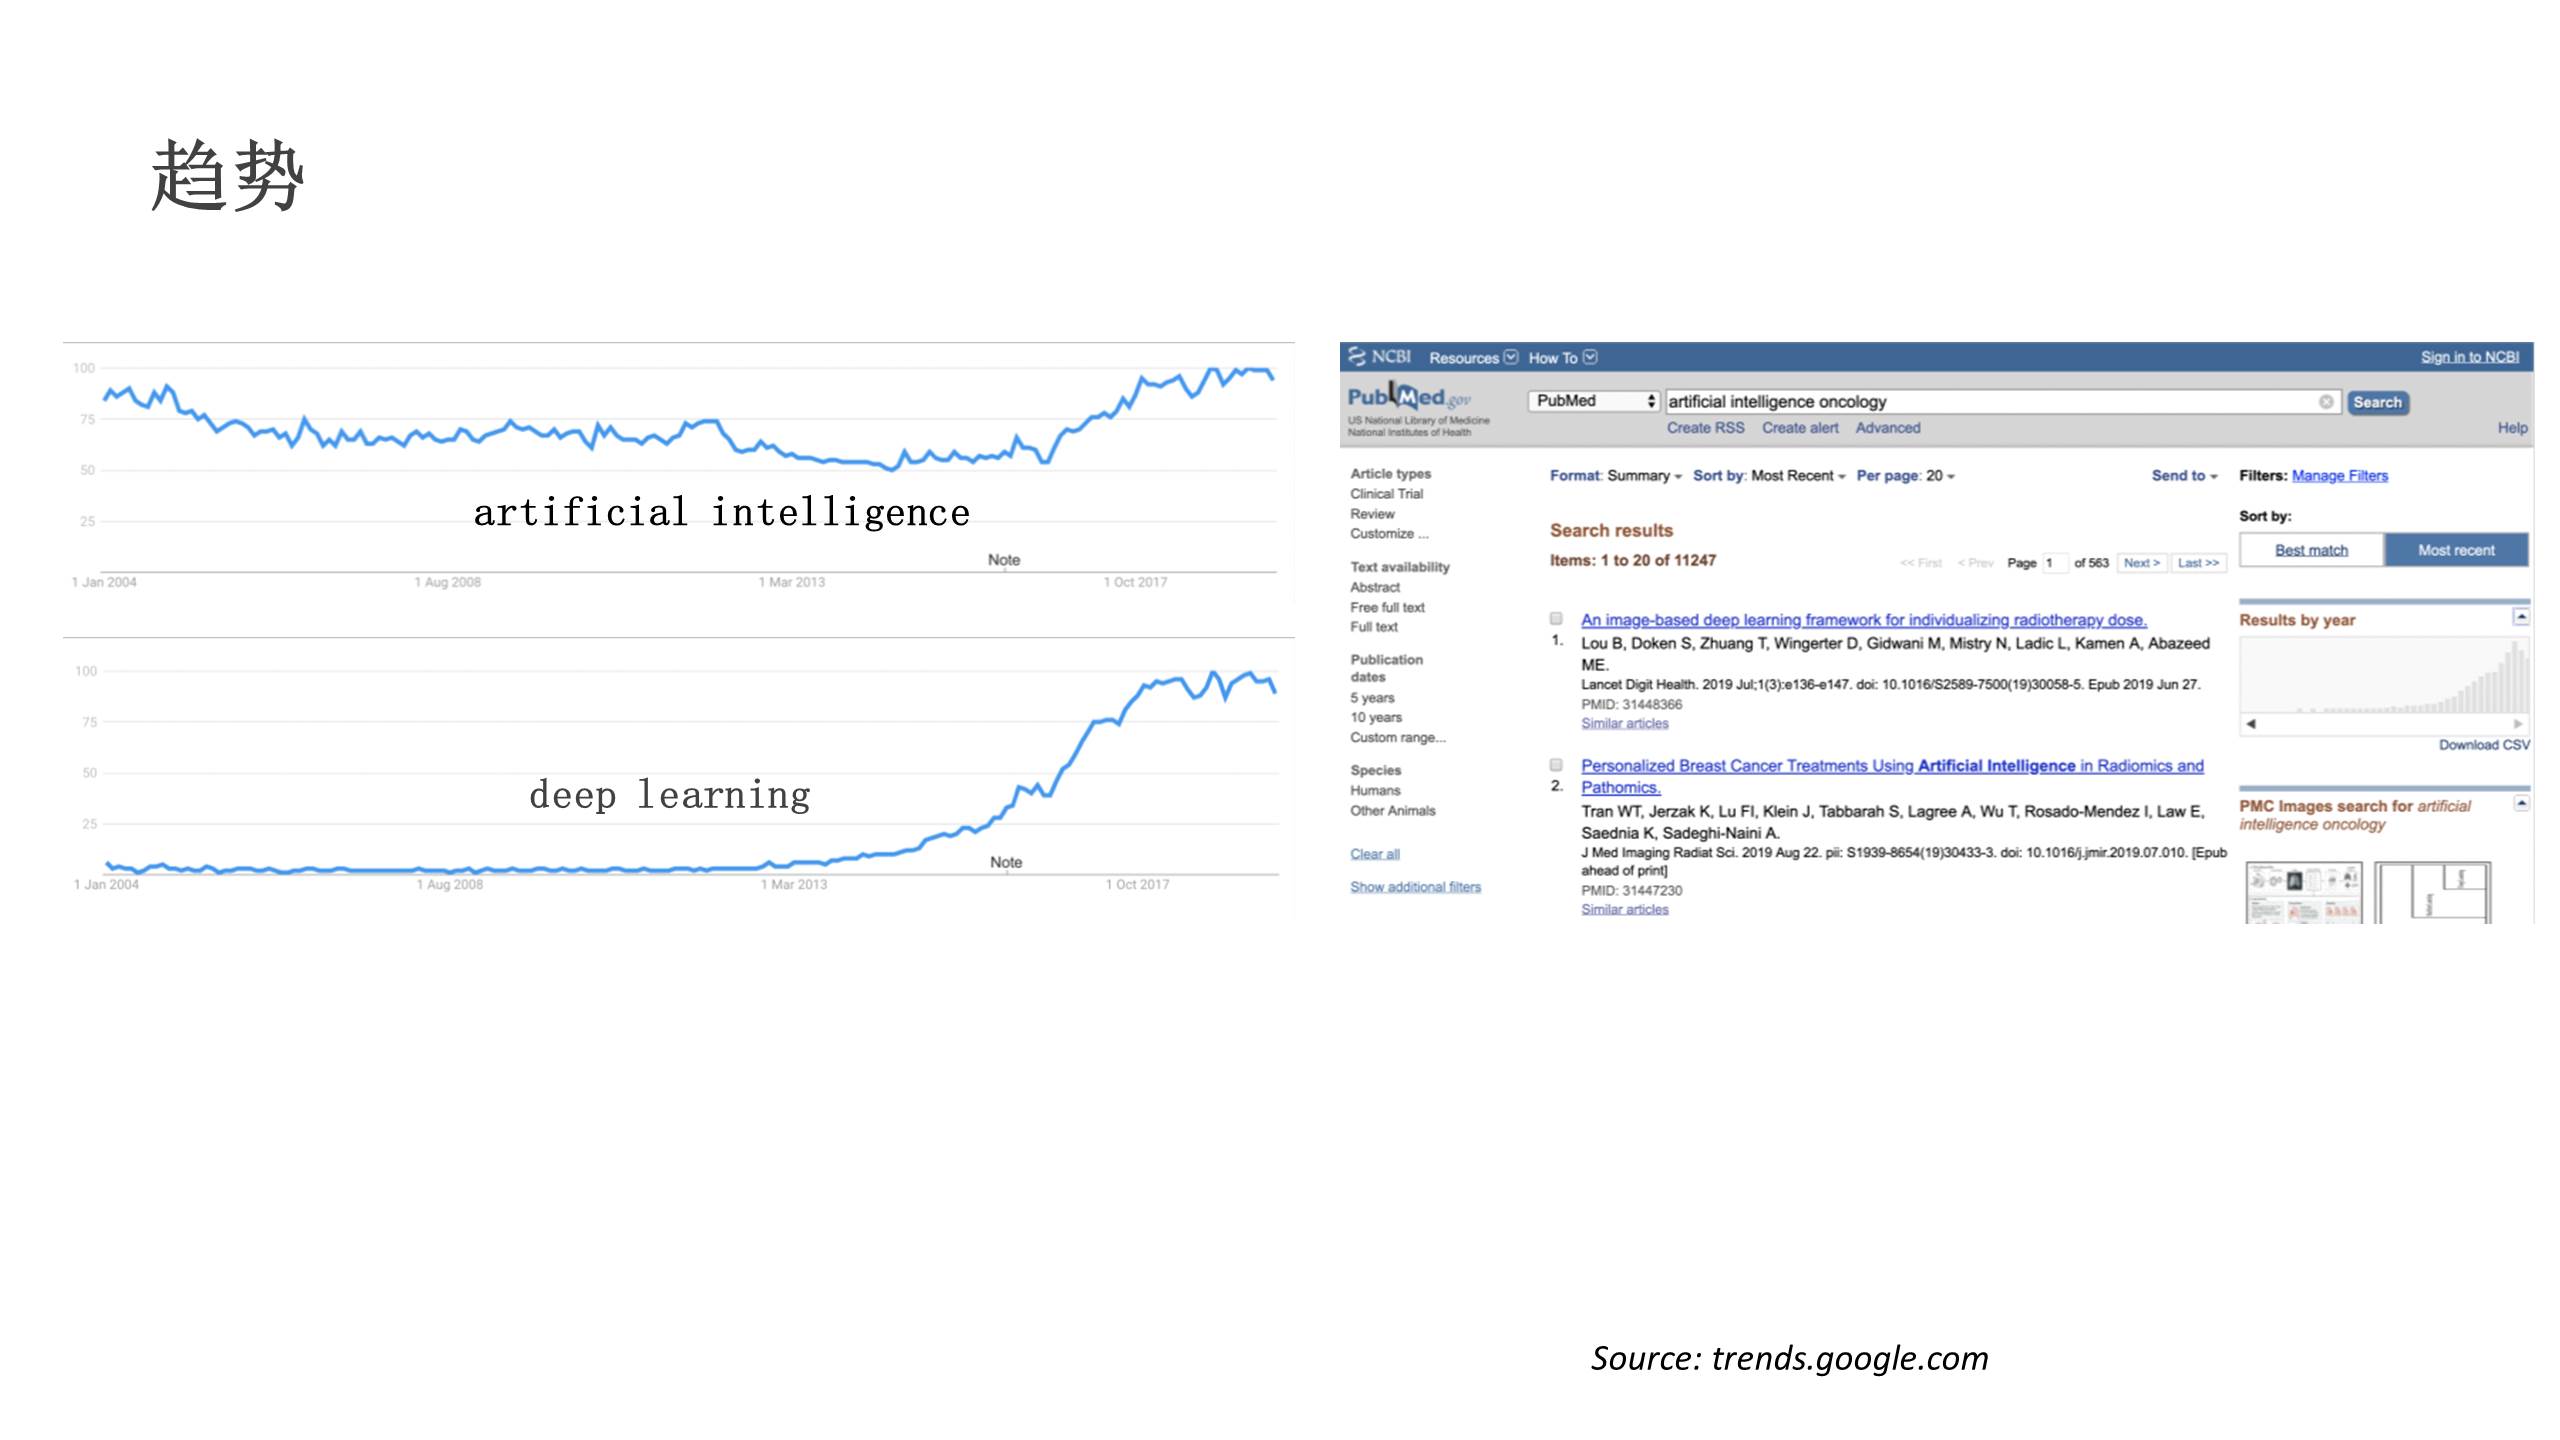 趋势
100
75
50
25
artificial intelligence
Note
1 Jan 2004
1 Aug 2008
1 Mar 2013
1 Oct 2017
100
75
50
25
deep learning
Note
1 Jan 2004
1 Aug 2008
1 Mar 2013
1 Oct 2017
NCBI Resources How To Sign in to NCBI
PubMed.gov
US National Library of Medicine
National Institutes of Health
PubMed artificial intelligence oncology Search
Create RSS Create alert Advanced Help
Article types
Clinical Trial
Review
Customize ...
Text availability
Abstract
Free full text
Full text
Publication
dates
5 years
10 years
Custom range...
Species
Humans
Other Animals
Clear all
Show additional filters
Format: Summary Sort by: Most Recent Per page: 20 Send to
Search results
Items: 1 to 20 of 11247
<< First < Prev Page 1 of 563 Next > Last >>
An image-based deep learning framework for individualizing radiotherapy dose.
1. Lou B, Doken S, Zhuang T, Wingerter D, Gidwani M, Mistry N, Ladic L, Kamen A, Abazeed
ME.
Lancet Digit Health. 2019 Jul;1(3):e136-e147. doi: 10.1016/S2589-7500(19)30058-5. Epub 2019 Jun 27.
PMID: 31448366
Similar articles
Personalized Breast Cancer Treatments Using Artificial Intelligence in Radiomics and
2. Pathomics.
Tran WT, Jerzak K, Lu FI, Klein J, Tabbarah S, Lagree A, Wu T, Rosado-Mendez I, Law E,
Saednia K, Sadeghi-Naini A.
J Med Imaging Radiat Sci. 2019 Aug 22. pii: S1939-8654(19)30433-3. doi: 10.1016/j.jmir.2019.07.010. [Epub
ahead of print]
PMID: 31447230
Similar articles
Filters: Manage Filters
Sort by:
Best match Most recent
Results by year
Download CSV
PMC Images search for artificial
intelligence oncology
Source: trends.google.com